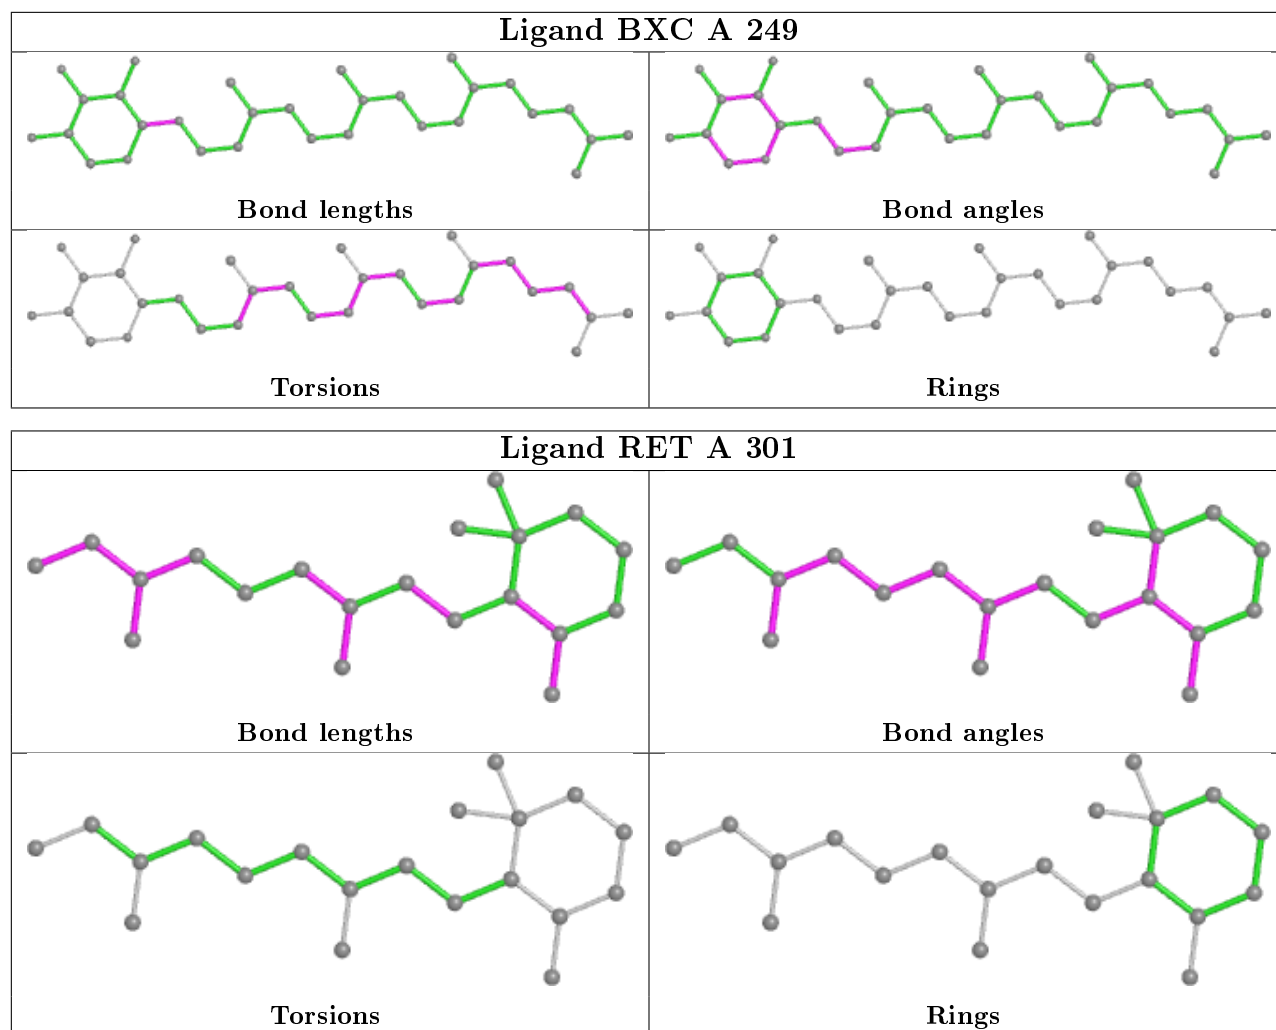 Ligand BXC A 249
Bond lengths
Bond angles
Torsions
Rings
Ligand RET A 301
Bond lengths
Bond angles
Torsions
Rings